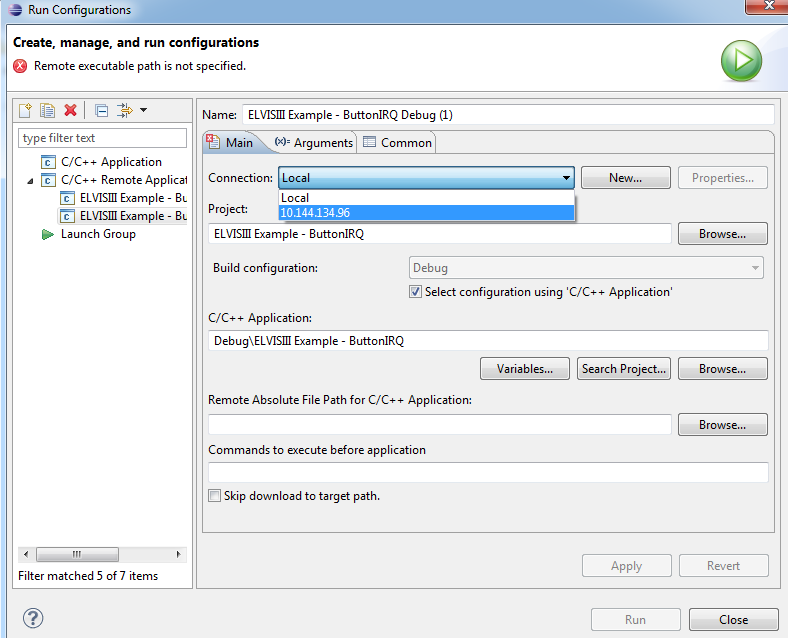 Run Configurations
Create, manage, and run configurations
Remote executable path is not specified.
type filter text
C/C++ Application
C/C++ Remote Applicat
ELVISIII Example - Bu
ELVISIII Example - Bu
Launch Group
Filter matched 5 of 7 items
Name: ELVISIII Example - ButtonIRQ Debug (1)
Main (x)= Arguments Common
Connection: Local New... Properties...
Local
10.144.134.96
Project:
ELVISIII Example - ButtonIRQ Browse...
Build configuration: Debug
Select configuration using 'C/C++ Application'
C/C++ Application:
Debug\ELVISIII Example - ButtonIRQ
Variables... Search Project... Browse...
Remote Absolute File Path for C/C++ Application:
Browse...
Commands to execute before application
Skip download to target path.
Apply Revert
Run Close